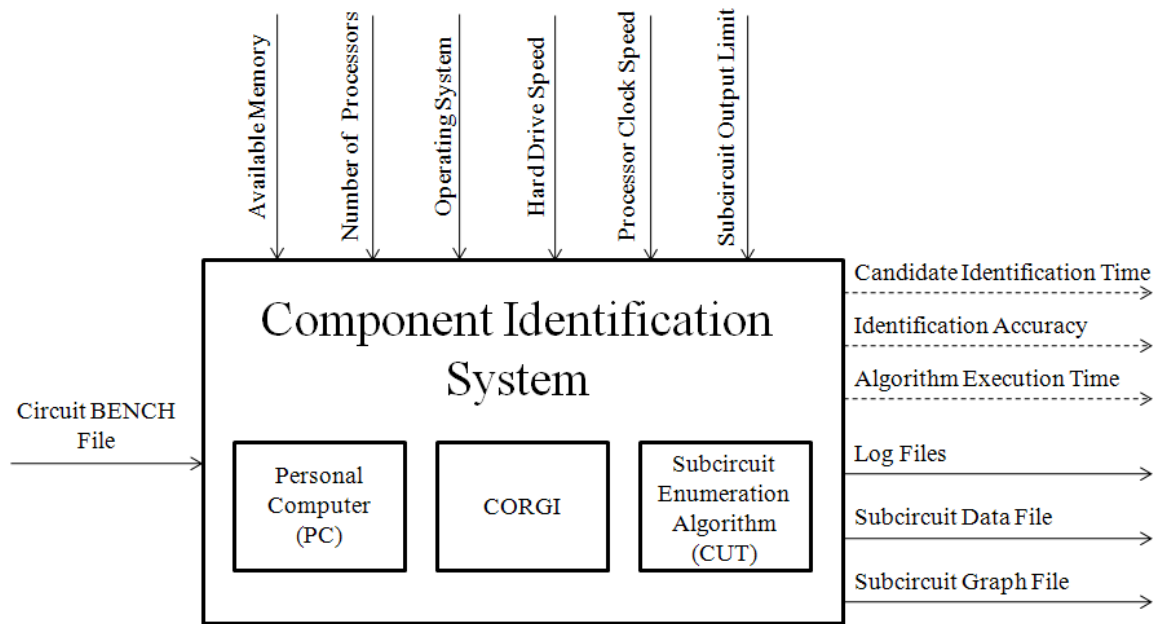 Available Memory
Number of Processors
Operating System
Hard Drive Speed
Processor Clock Speed
Subcircuit Output Limit
Component Identification
System
Circuit BENCH
File
Personal
Computer
(PC)
CORGI
Subcircuit
Enumeration
Algorithm
(CUT)
Candidate Identification Time
Identification Accuracy
Algorithm Execution Time
Log Files
Subcircuit Data File
Subcircuit Graph File